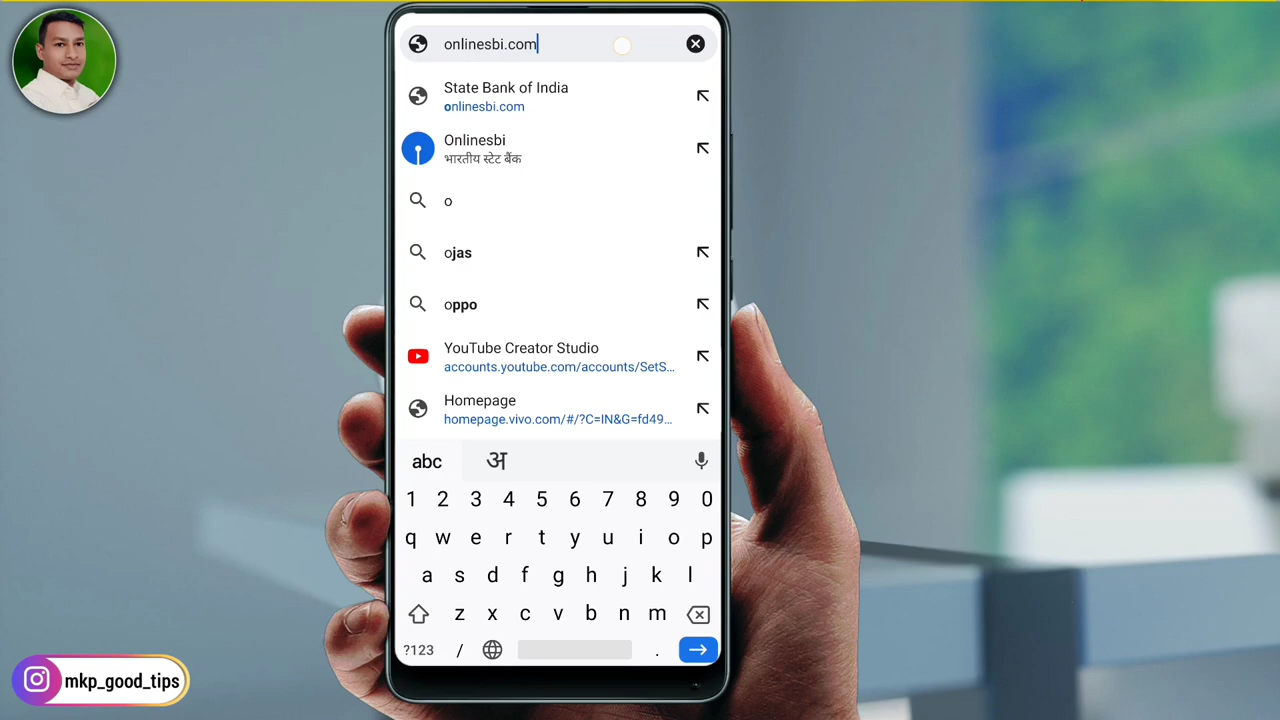 onlinesbi.com
State Bank of India
onlinesbi.com
Onlinesbi
भारतीय स्टेट बैंक
o
ojas
oppo
YouTube Creator Studio
accounts.youtube.com/accounts/SetS...
Homepage
homepage.vivo.com/#/?C=IN&G=fd49...
abc अ
1 2 3 4 5 6 7 8 9 0
q w e r t y u i o p
a s d f g h j k l
z x c v b n m
?123 / .
mkp_good_tips